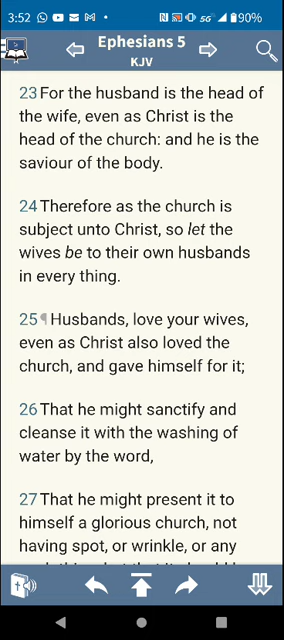 3:52 5G 90%
Ephesians 5
KJV
23 For the husband is the head of
the wife, even as Christ is the
head of the church: and he is the
saviour of the body.
24 Therefore as the church is
subject unto Christ, so let the
wives be to their own husbands
in every thing.
25 ¶ Husbands, love your wives,
even as Christ also loved the
church, and gave himself for it;
26 That he might sanctify and
cleanse it with the washing of
water by the word,
27 That he might present it to
himself a glorious church, not
having spot, or wrinkle, or any